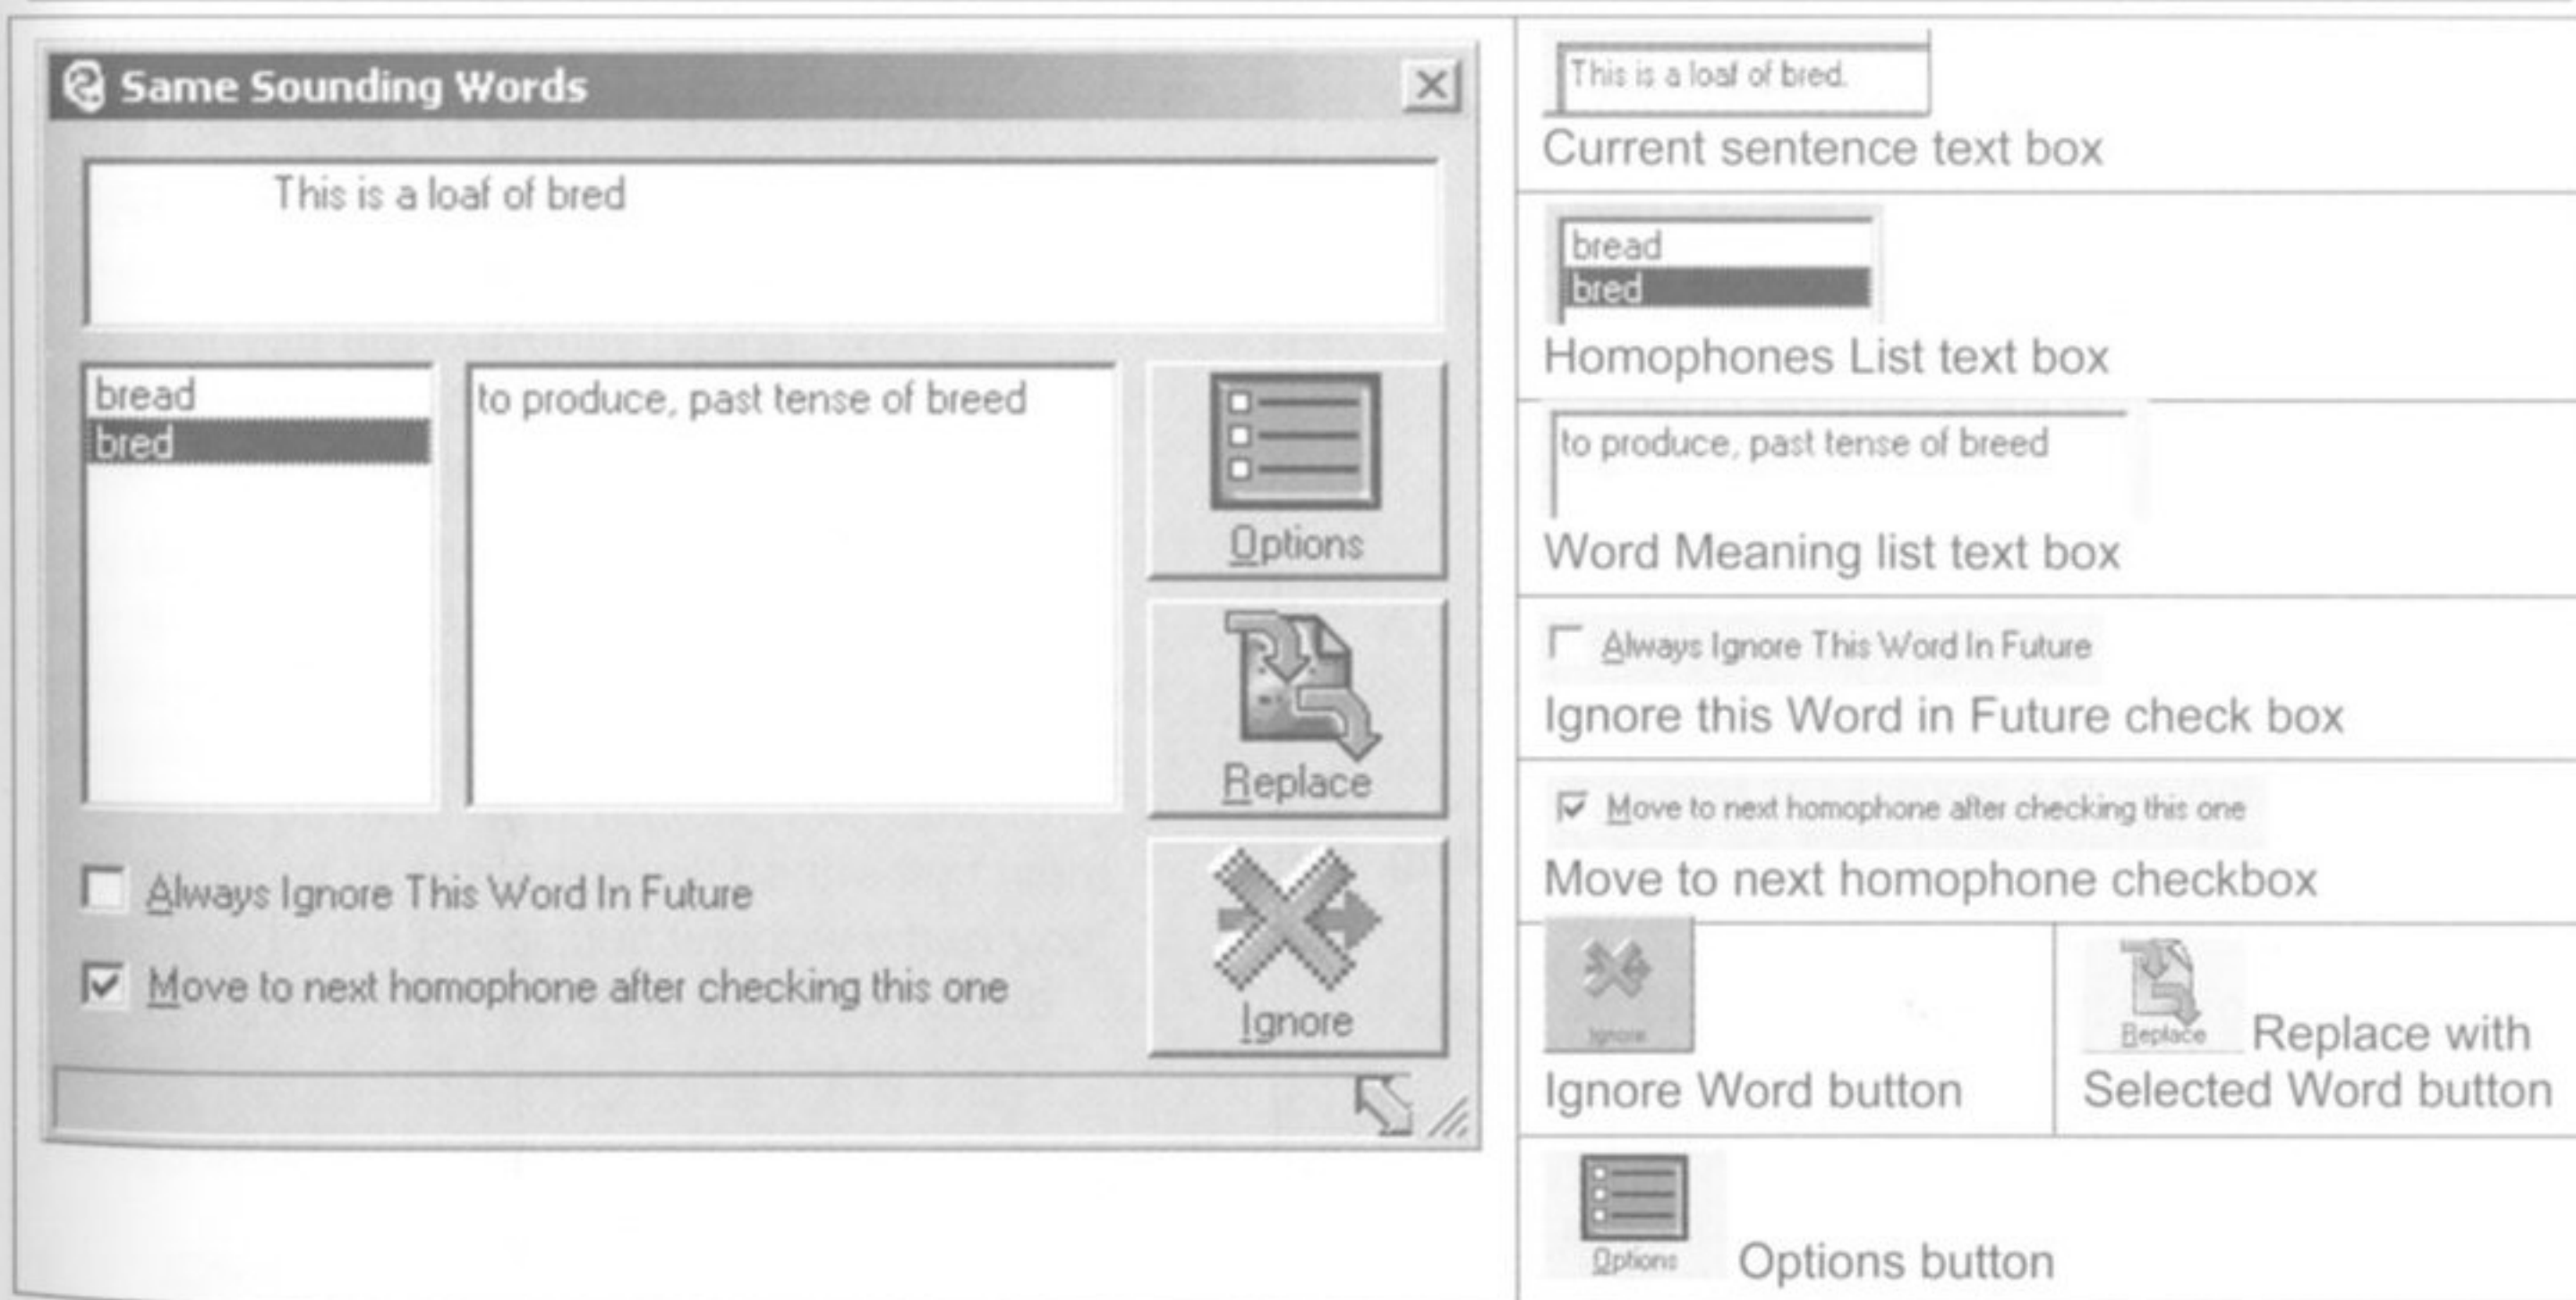 Same Sounding Words
This is a loaf of bred
bread
bred
to produce, past tense of breed
Options
Replace
Ignore
Always Ignore This Word In Future
Move to next homophone after checking this one
This is a loaf of bred.
Current sentence text box
bread
bred
Homophones List text box
to produce, past tense of breed
Word Meaning list text box
Always Ignore This Word In Future
Ignore this Word in Future check box
Move to next homophone after checking this one
Move to next homophone checkbox
Ignore
Ignore Word button
Replace
Replace with
Selected Word button
Options
Options button